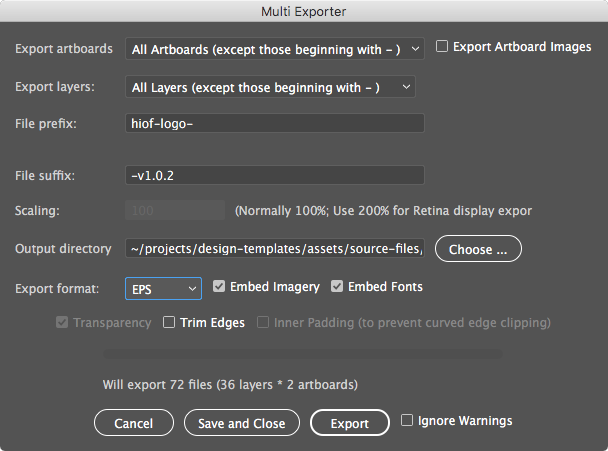 Multi Exporter
Export artboards All Artboards (except those beginning with - ) Export Artboard Images
Export layers: All Layers (except those beginning with - )
File prefix: hiof-logo-
File suffix: -v1.0.2
Scaling: 100 (Normally 100%; Use 200% for Retina display expor
Output directory ~/projects/design-templates/assets/source-files, Choose ...
Export format: EPS Embed Imagery Embed Fonts
Transparency Trim Edges Inner Padding (to prevent curved edge clipping)
Will export 72 files (36 layers * 2 artboards)
Cancel Save and Close Export Ignore Warnings